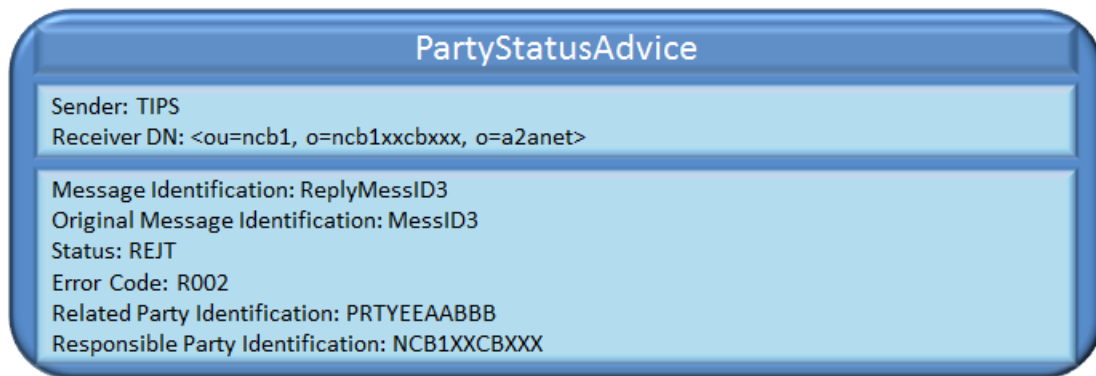 PartyStatusAdvice
Sender: TIPS
Receiver DN: <ou=ncb1, o=ncb1xxcbxxx, o=a2anet>
Message Identification: ReplyMessID3
Original Message Identification: MessID3
Status: REJT
Error Code: R002
Related Party Identification: PRTYEEAABBB
Responsible Party Identification: NCB1XXCBXXX